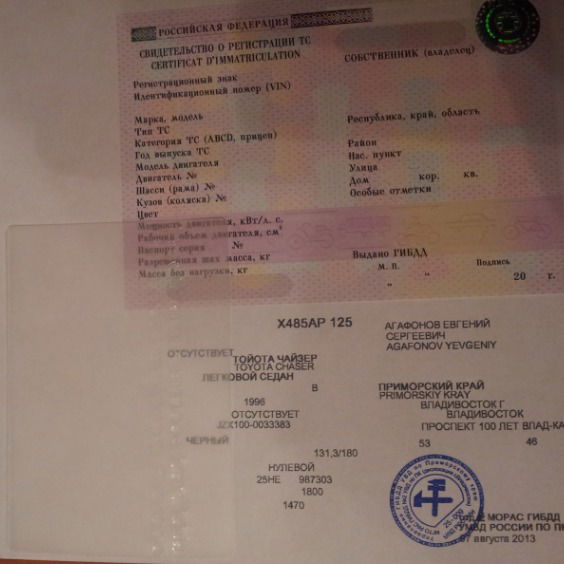 РОССИЙСКАЯ ФЕДЕРАЦИЯ
СВИДЕТЕЛЬСТВО О РЕГИСТРАЦИИ ТС
CERTIFICAT D'IMMATRICULATION
СОБСТВЕННИК (владелец)
Регистрационный знак
Идентификационный номер (VIN)
Марка, модель
Республика, край, область
Тип ТС
Категория ТС (ABCD, прицеп)
Район
Год выпуска ТС
Нас. пункт
Модель двигателя
Улица
Двигатель №
Дом кор. кв.
Шасси (рама) №
Особые отметки
Кузов (коляска) №
Цвет
Мощность двигателя, кВт/л. с.
Рабочий объем двигателя, см³
Паспорт серия №
Выдано ГИБДД
Разрешенная max масса, кг
М. П. Подпись
Масса без нагрузки, кг
" " 20 г.
Х485АР 125
АГАФОНОВ ЕВГЕНИЙ
СЕРГЕЕВИЧ
AGAFONOV YEVGENIY
ОТСУТСТВУЕТ
ТОЙОТА ЧАЙЗЕР
TOYOTA CHASER
ЛЕГКОВОЙ СЕДАН
В
ПРИМОРСКИЙ КРАЙ
PRIMORSKIY KRAY
1996
ВЛАДИВОСТОК Г
ОТСУТСТВУЕТ
ВЛАДИВОСТОК
JZX100-0033383
ПРОСПЕКТ 100 ЛЕТ ВЛАД-КА
ЧЕРНЫЙ
53 46
131,3/180
НУЛЕВОЙ
25НЕ 987303
1800
1470
МОРАС ГИБДД
УМВД РОССИИ ПО
августа 2013